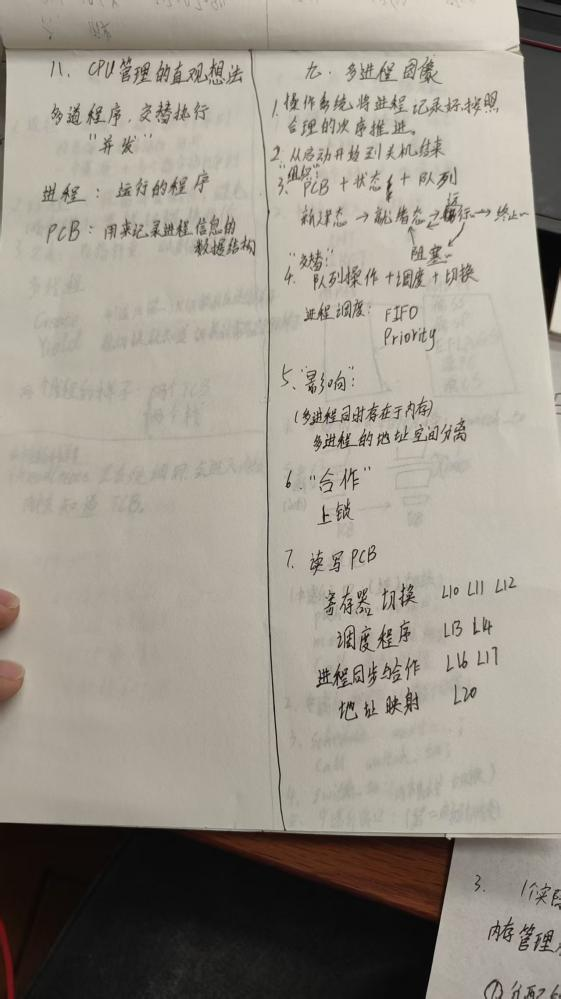 八、CPU管理的直观想法
多道程序，交替执行
"并发"
进程：运行的程序
PCB：用来记录进程信息的
数据结构
九、多进程图像
1. 操作系统将进程记录好，按照
合理的次序推进。
2. 从启动开始到关机结束
"组织"
3. PCB + 状态 + 队列
新建态 → 就绪态 运行 → 终止
阻塞
"交替"
4. 队列操作 + 调度 + 切换
进程调度：FIFO
Priority
5. "影响"：
(多进程同时存在于内存)
多进程的地址空间分离
6. "合作"
上锁
7. 读写PCB
寄存器切换 L10 L11 L12
调度程序 L13 L14
进程同步与合作 L16 L17
地址映射 L20
3. 1个实
内存管理